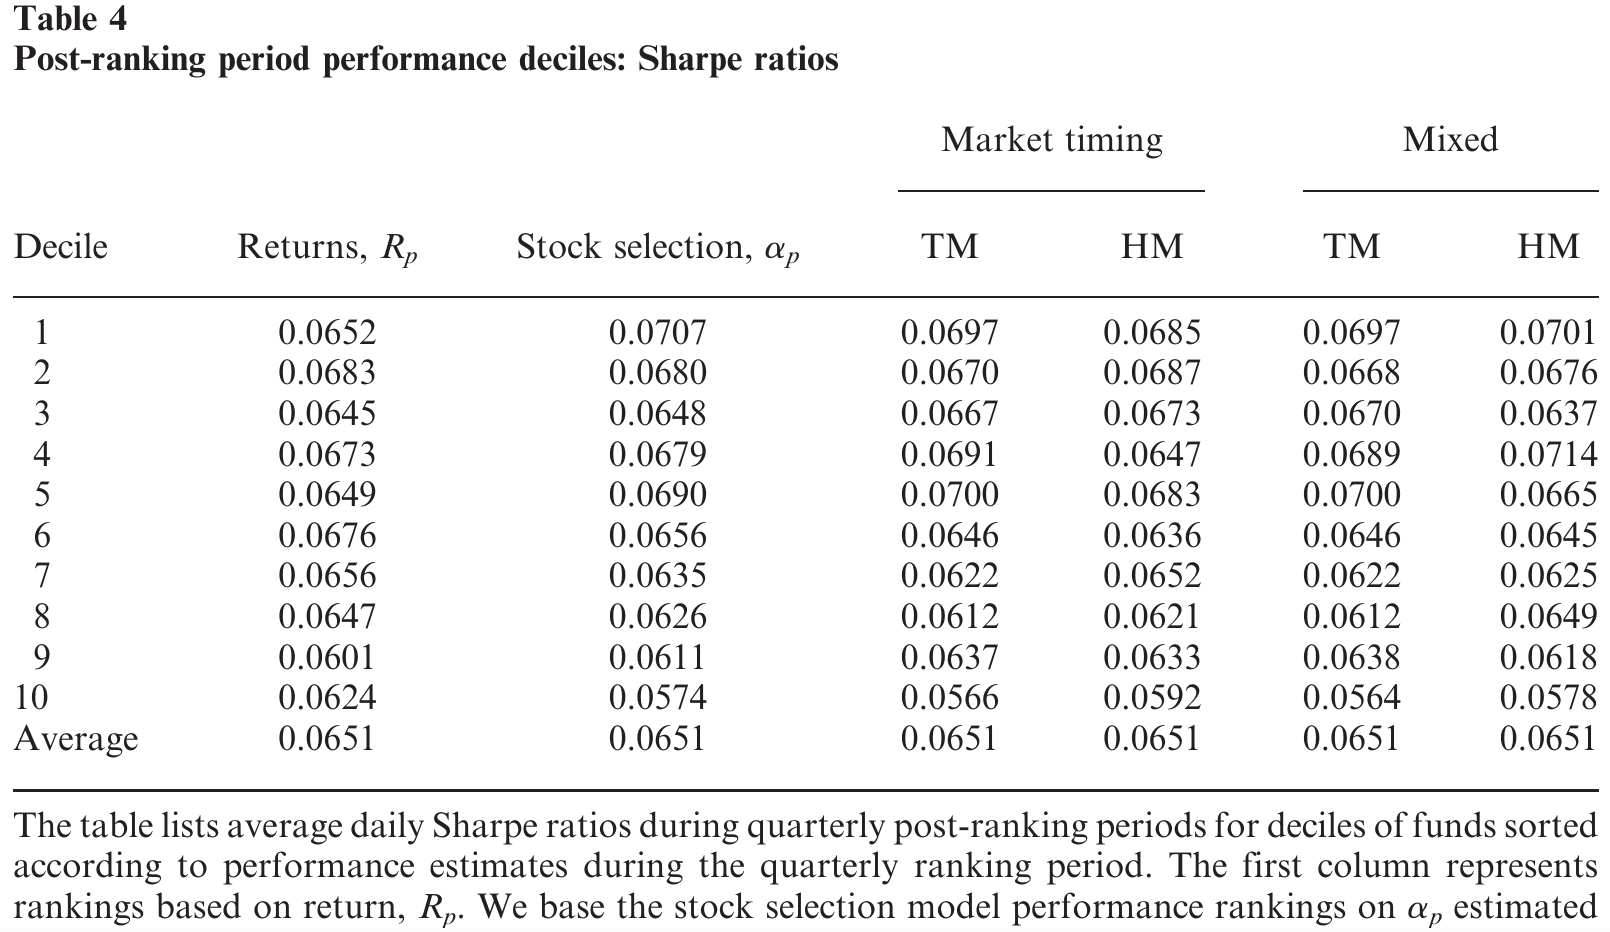 Table 4
Post-ranking period performance deciles: Sharpe ratios
Market timing Mixed
Decile Returns, Rp Stock selection, αp TM HM TM HM
1 0.0652 0.0707 0.0697 0.0685 0.0697 0.0701
2 0.0683 0.0680 0.0670 0.0687 0.0668 0.0676
3 0.0645 0.0648 0.0667 0.0673 0.0670 0.0637
4 0.0673 0.0679 0.0691 0.0647 0.0689 0.0714
5 0.0649 0.0690 0.0700 0.0683 0.0700 0.0665
6 0.0676 0.0656 0.0646 0.0636 0.0646 0.0645
7 0.0656 0.0635 0.0622 0.0652 0.0622 0.0625
8 0.0647 0.0626 0.0612 0.0621 0.0612 0.0649
9 0.0601 0.0611 0.0637 0.0633 0.0638 0.0618
10 0.0624 0.0574 0.0566 0.0592 0.0564 0.0578
Average 0.0651 0.0651 0.0651 0.0651 0.0651 0.0651
The table lists average daily Sharpe ratios during quarterly post-ranking periods for deciles of funds sorted
according to performance estimates during the quarterly ranking period. The first column represents
rankings based on return, Rp. We base the stock selection model performance rankings on αp estimated